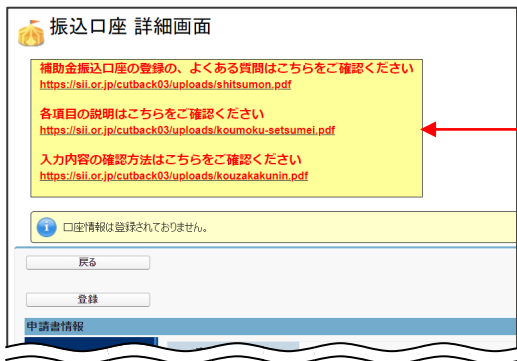 振込口座 詳細画面
補助金振込口座の登録の、よくある質問はこちらをご確認ください
https://sii.or.jp/cutback03/uploads/shitsumon.pdf
各項目の説明はこちらをご確認ください
https://sii.or.jp/cutback03/uploads/koumoku-setsumei.pdf
入力内容の確認方法はこちらをご確認ください
https://sii.or.jp/cutback03/uploads/kouzakakunin.pdf
口座情報は登録されておりません。
戻る
登録
申請書情報